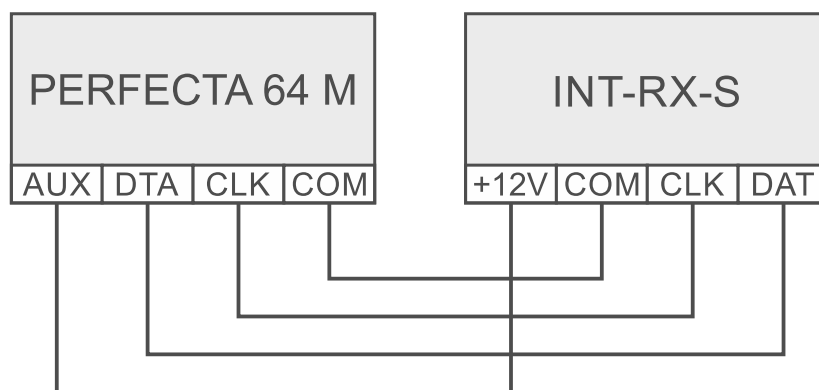 PERFECTA 64 M
INT-RX-S
AUX DTA CLK COM
+12V COM CLK DAT